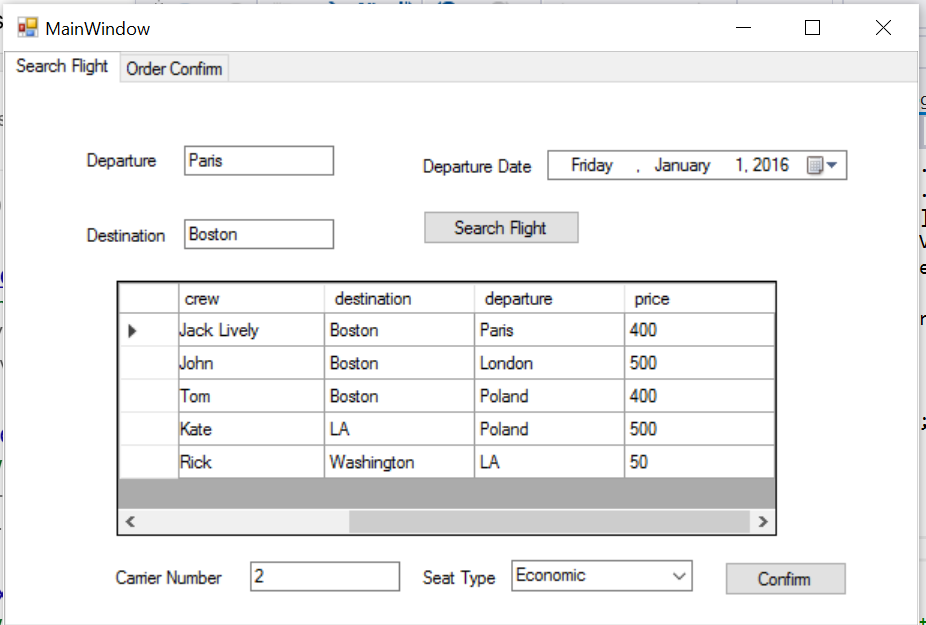 MainWindow
Search Flight Order Confirm
Departure Paris Departure Date Friday , January 1, 2016
Destination Boston Search Flight
crew destination departure price
Jack Lively Boston Paris 400
John Boston London 500
Tom Boston Poland 400
Kate LA Poland 500
Rick Washington LA 50
Carrier Number 2 Seat Type Economic Confirm